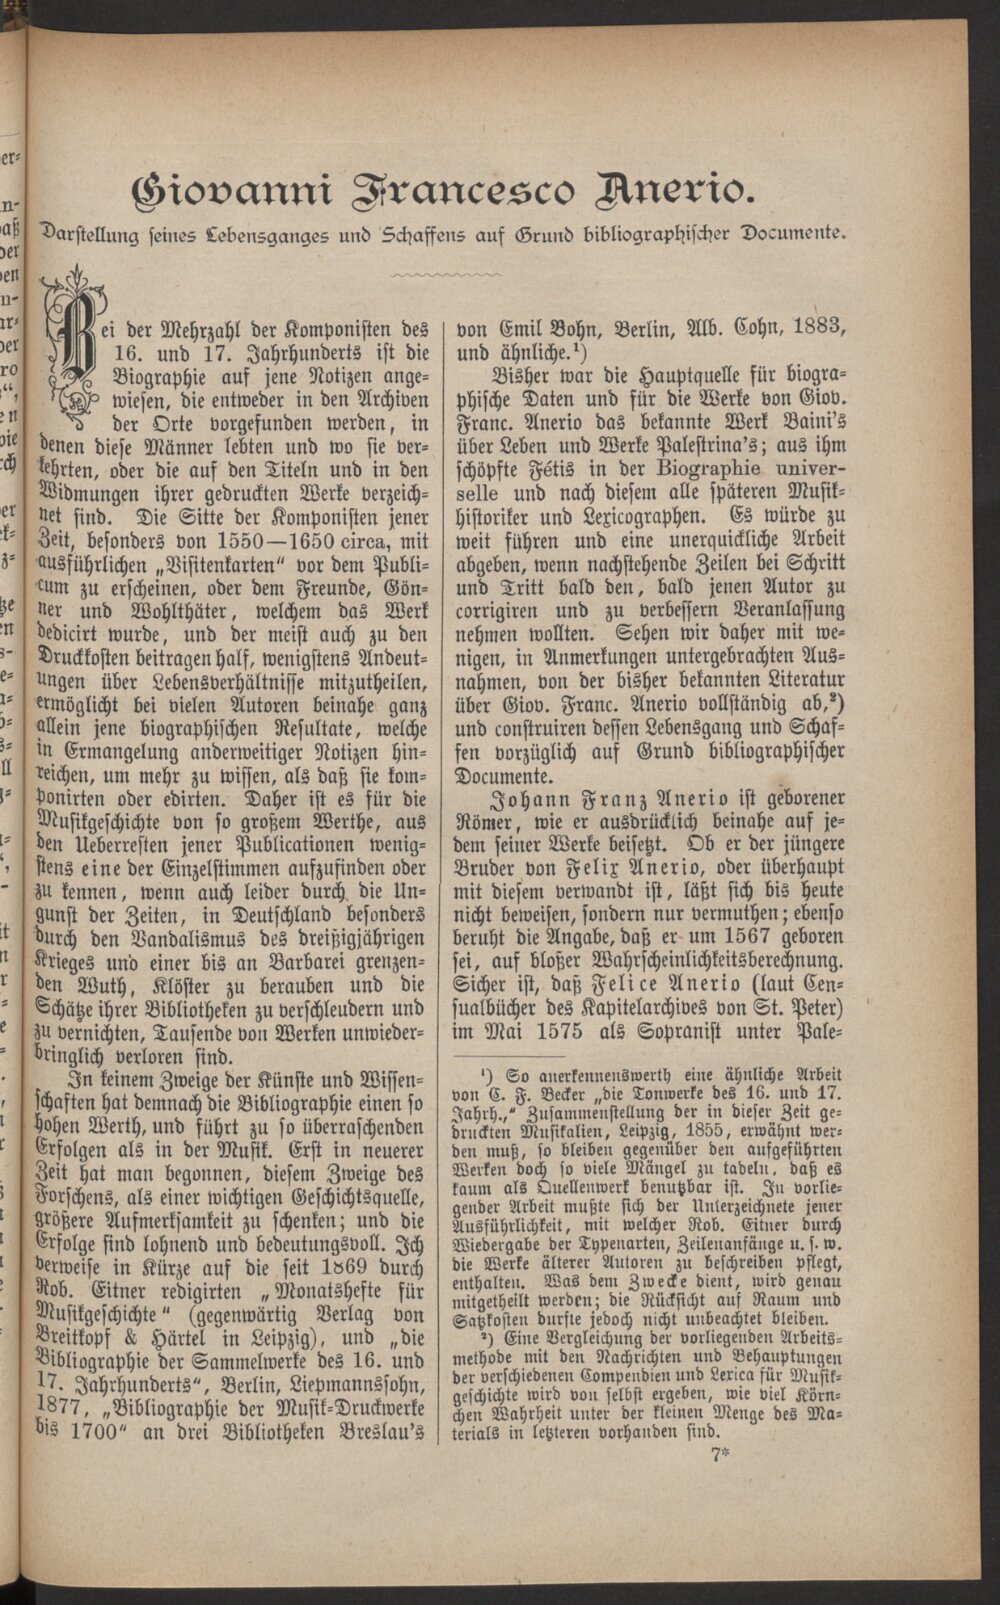 Giovanni Francesco Anerio.
Darstellung seines Lebensganges und Schaffens auf Grund bibliographischer Documente.
Bei der Mehrzahl der Komponisten des
16. und 17. Jahrhunderts ist die
Biographie auf jene Notizen ange-
wiesen, die entweder in den Archiven
der Orte vorgefunden werden, in
denen diese Männer lebten und wo sie ver-
kehrten, oder die auf den Titeln und in den
Widmungen ihrer gedruckten Werke verzeich-
net sind. Die Sitte der Komponisten jener
Zeit, besonders von 1550—1650 circa, mit
ausführlichen „Visitenkarten" vor dem Publi-
cum zu erscheinen, oder dem Freunde, Gön-
ner und Wohlthäter, welchem das Werk
dedicirt wurde, und der meist auch zu den
Druckkosten beitragen half, wenigstens Andeut-
ungen über Lebensverhältnisse mitzutheilen,
ermöglicht bei vielen Autoren beinahe ganz
allein jene biographischen Resultate, welche
in Ermangelung anderweitiger Notizen hin-
reichen, um mehr zu wissen, als daß sie kom-
ponirten oder edirten. Daher ist es für die
Musikgeschichte von so großem Werthe, aus
den Ueberresten jener Publicationen wenig-
stens eine der Einzelstimmen aufzufinden oder
zu kennen, wenn auch leider durch die Un-
gunst der Zeiten, in Deutschland besonders
durch den Vandalismus des dreißigjährigen
Krieges und einer bis an Barbarei grenzen-
den Wuth, Klöster zu berauben und die
Schätze ihrer Bibliotheken zu verschleudern und
zu vernichten, Tausende von Werken unwieder-
bringlich verloren sind.
In keinem Zweige der Künste und Wissen-
schaften hat demnach die Bibliographie einen so
hohen Werth, und führt zu so überraschenden
Erfolgen als in der Musik. Erst in neuerer
Zeit hat man begonnen, diesem Zweige des
Forschens, als einer wichtigen Geschichtsquelle,
größere Aufmerksamkeit zu schenken; und die
Erfolge sind lohnend und bedeutungsvoll. Ich
verweise in Kürze auf die seit 1869 durch
Rob. Eitner redigirten „Monatshefte für
Musikgeschichte" (gegenwärtig Verlag von
Breitkopf & Härtel in Leipzig), und „die
Bibliographie der Sammelwerke des 16. und
17. Jahrhunderts", Berlin, Liepmannssohn,
1877, „Bibliographie der Musik-Druckwerke
bis 1700" an drei Bibliotheken Breslau's
von Emil Bohn, Berlin, Alb. Cohn, 1883,
und ähnliche.¹)
Bisher war die Hauptquelle für biogra-
phische Daten und für die Werke von Giov.
Franc. Anerio das bekannte Werk Baini's
über Leben und Werke Palestrina's; aus ihm
schöpfte Fétis in der Biographie univer-
selle und nach diesem alle späteren Musik-
historiker und Lexicographen. Es würde zu
weit führen und eine unerquickliche Arbeit
abgeben, wenn nachstehende Zeilen bei Schritt
und Tritt bald den, bald jenen Autor zu
corrigiren und zu verbessern Veranlassung
nehmen wollten. Sehen wir daher mit we-
nigen, in Anmerkungen untergebrachten Aus-
nahmen, von der bisher bekannten Literatur
über Giov. Franc. Anerio vollständig ab,²)
und construiren dessen Lebensgang und Schaf-
fen vorzüglich auf Grund bibliographischer
Documente.
Johann Franz Anerio ist geborener
Römer, wie er ausdrücklich beinahe auf je-
dem seiner Werke beisetzt. Ob er der jüngere
Bruder von Felix Anerio, oder überhaupt
mit diesem verwandt ist, läßt sich bis heute
nicht beweisen, sondern nur vermuthen; ebenso
beruht die Angabe, daß er um 1567 geboren
sei, auf bloßer Wahrscheinlichkeitsberechnung.
Sicher ist, daß Felice Anerio (laut Cen-
sualbücher des Kapitelarchives von St. Peter)
im Mai 1575 als Sopranist unter Pale-
¹) So anerkennenswerth eine ähnliche Arbeit
von C. F. Becker „die Tonwerke des 16. und 17.
Jahrh.," Zusammenstellung der in dieser Zeit ge-
druckten Musikalien, Leipzig, 1855, erwähnt wer-
den muß, so bleiben gegenüber den aufgeführten
Werken doch so viele Mängel zu tadeln, daß es
kaum als Quellenwerk benutzbar ist. In vorlie-
gender Arbeit mußte sich der Unterzeichnete jener
Ausführlichkeit, mit welcher Rob. Eitner durch
Wiedergabe der Typenarten, Zeilenanfänge u. s. w.
die Werke älterer Autoren zu beschreiben pflegt,
enthalten. Was dem Zwecke dient, wird genau
mitgetheilt werden; die Rücksicht auf Raum und
Satzkosten durfte jedoch nicht unbeachtet bleiben.
²) Eine Vergleichung der vorliegenden Arbeits-
methode mit den Nachrichten und Behauptungen
der verschiedenen Compendien und Lexica für Musik-
geschichte wird von selbst ergeben, wie viel Körn-
chen Wahrheit unter der kleinen Menge des Ma-
terials in letzteren vorhanden sind.
7*